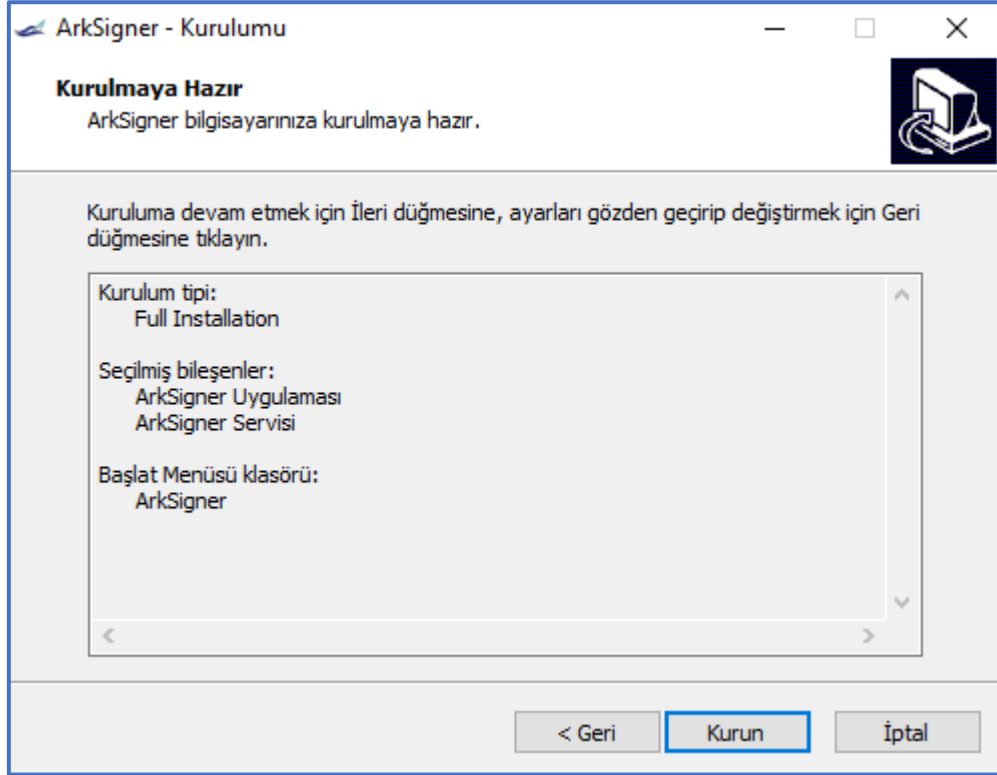 ArkSigner - Kurulumu
Kurulmaya Hazır
ArkSigner bilgisayarınıza kurulmaya hazır.
Kuruluma devam etmek için İleri düğmesine, ayarları gözden geçirip değiştirmek için Geri
düğmesine tıklayın.
Kurulum tipi:
Full Installation
Seçilmiş bileşenler:
ArkSigner Uygulaması
ArkSigner Servisi
Başlat Menüsü klasörü:
ArkSigner
< Geri
Kurun
İptal